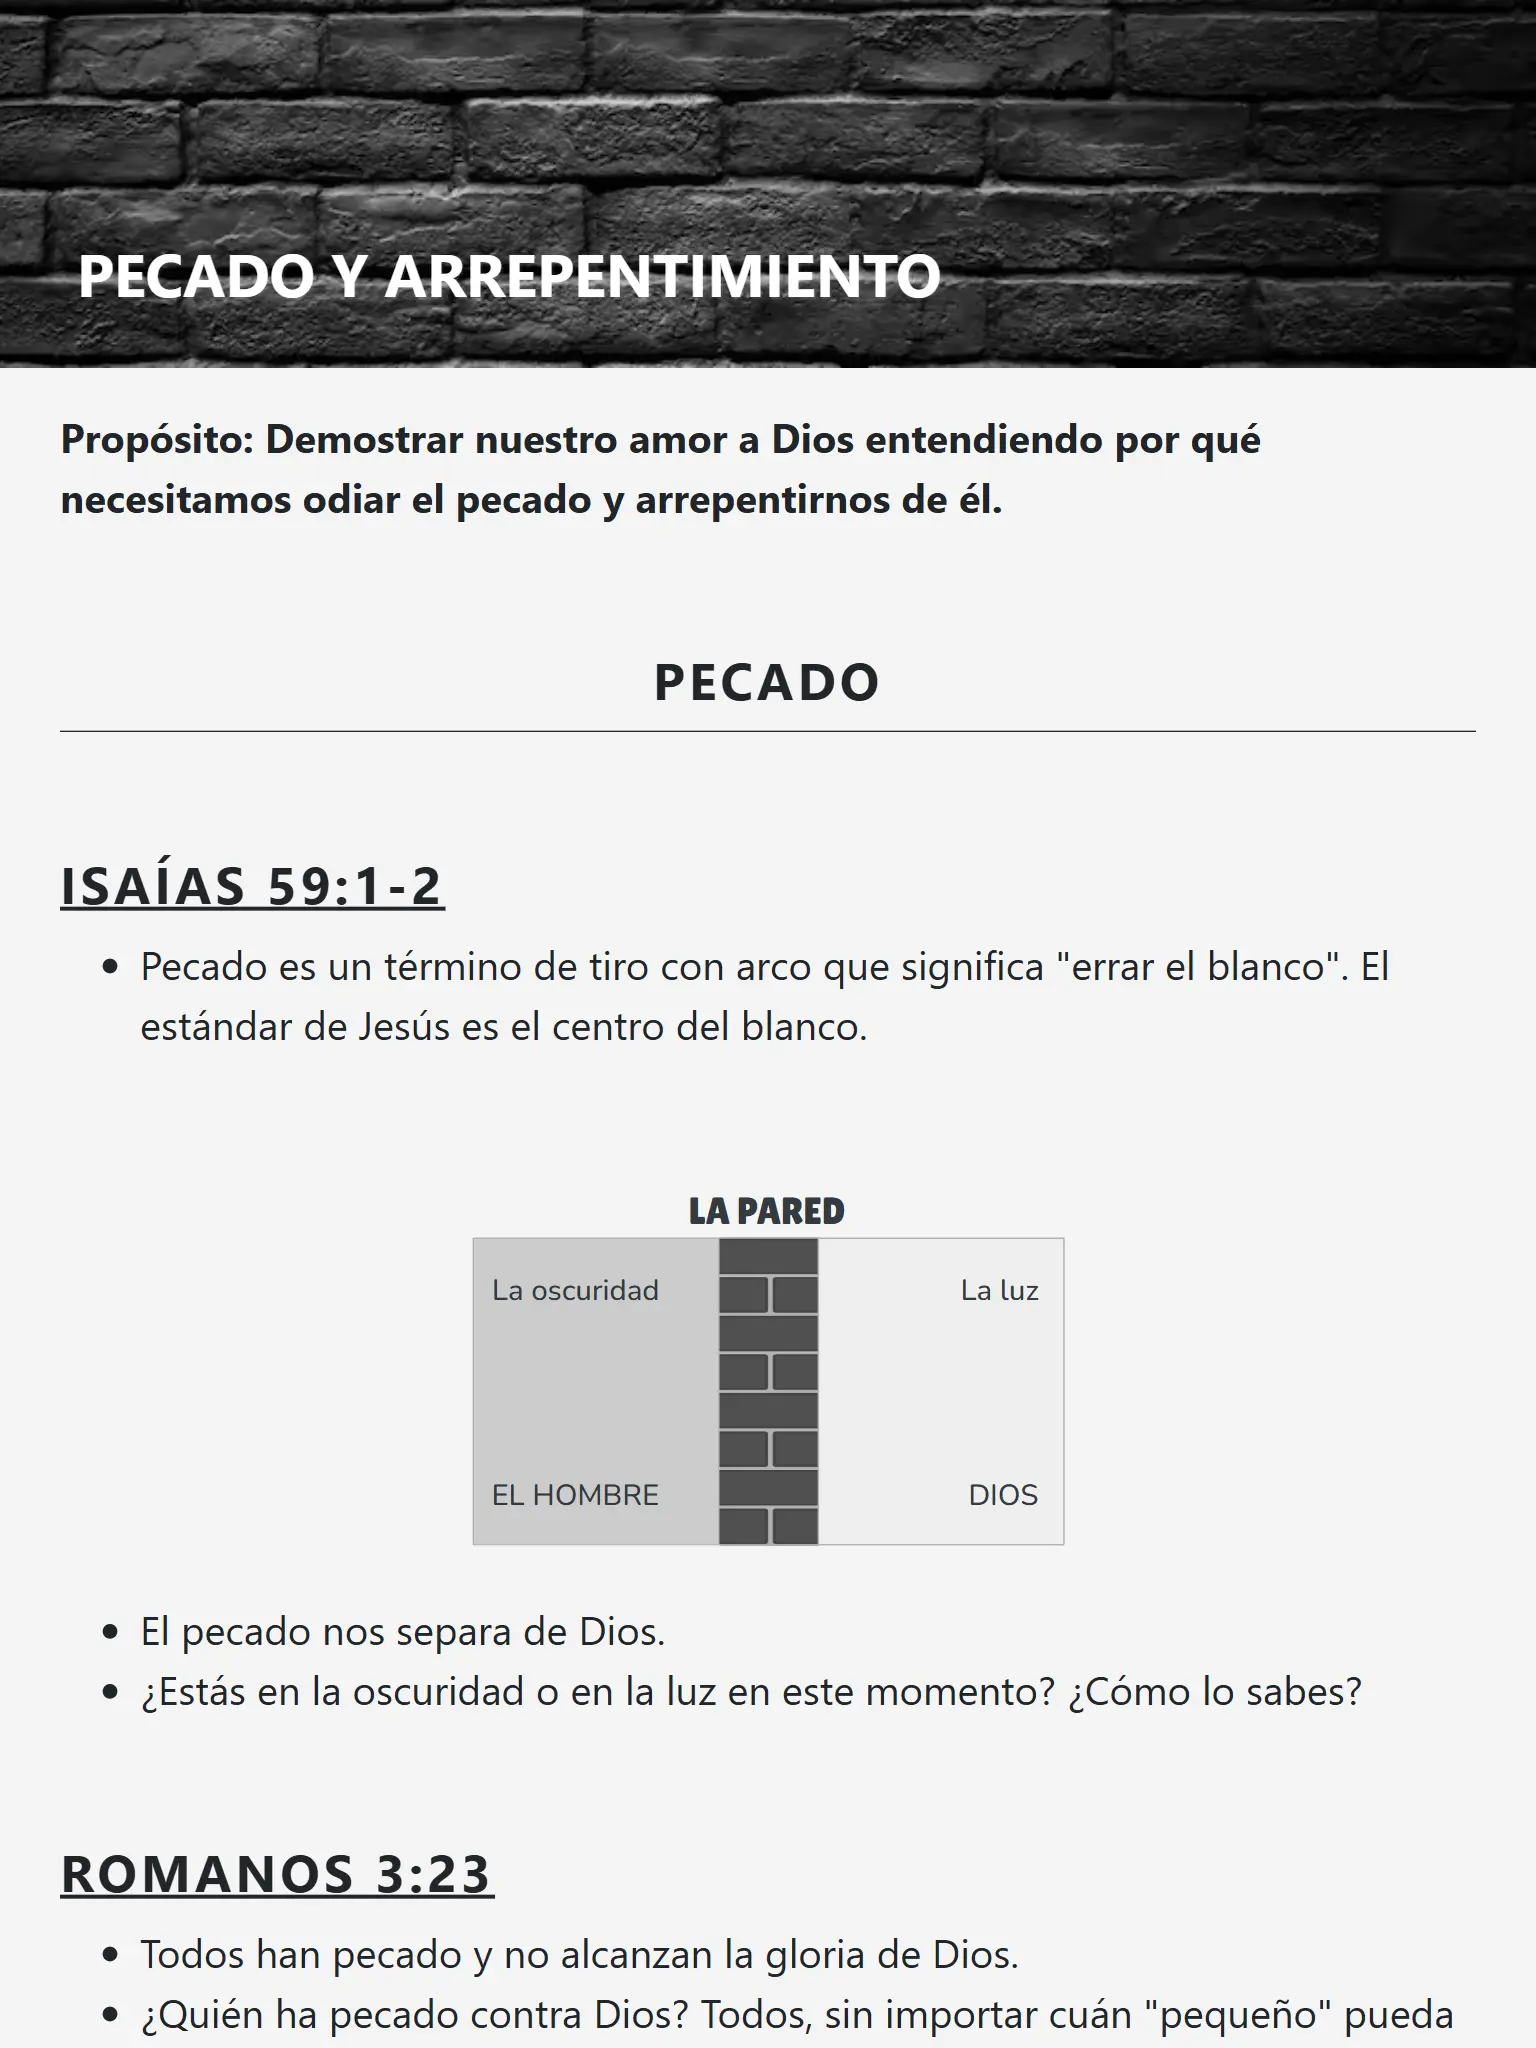 PECADO Y ARREPENTIMIENTO
Propósito: Demostrar nuestro amor a Dios entendiendo por qué
necesitamos odiar el pecado y arrepentirnos de él.
PECADO
ISAÍAS 59:1-2
• Pecado es un término de tiro con arco que significa "errar el blanco". El
estándar de Jesús es el centro del blanco.
LA PARED
La oscuridad La luz
EL HOMBRE DIOS
• El pecado nos separa de Dios.
• ¿Estás en la oscuridad o en la luz en este momento? ¿Cómo lo sabes?
ROMANOS 3:23
• Todos han pecado y no alcanzan la gloria de Dios.
• ¿Quién ha pecado contra Dios? Todos, sin importar cuán "pequeño" pueda